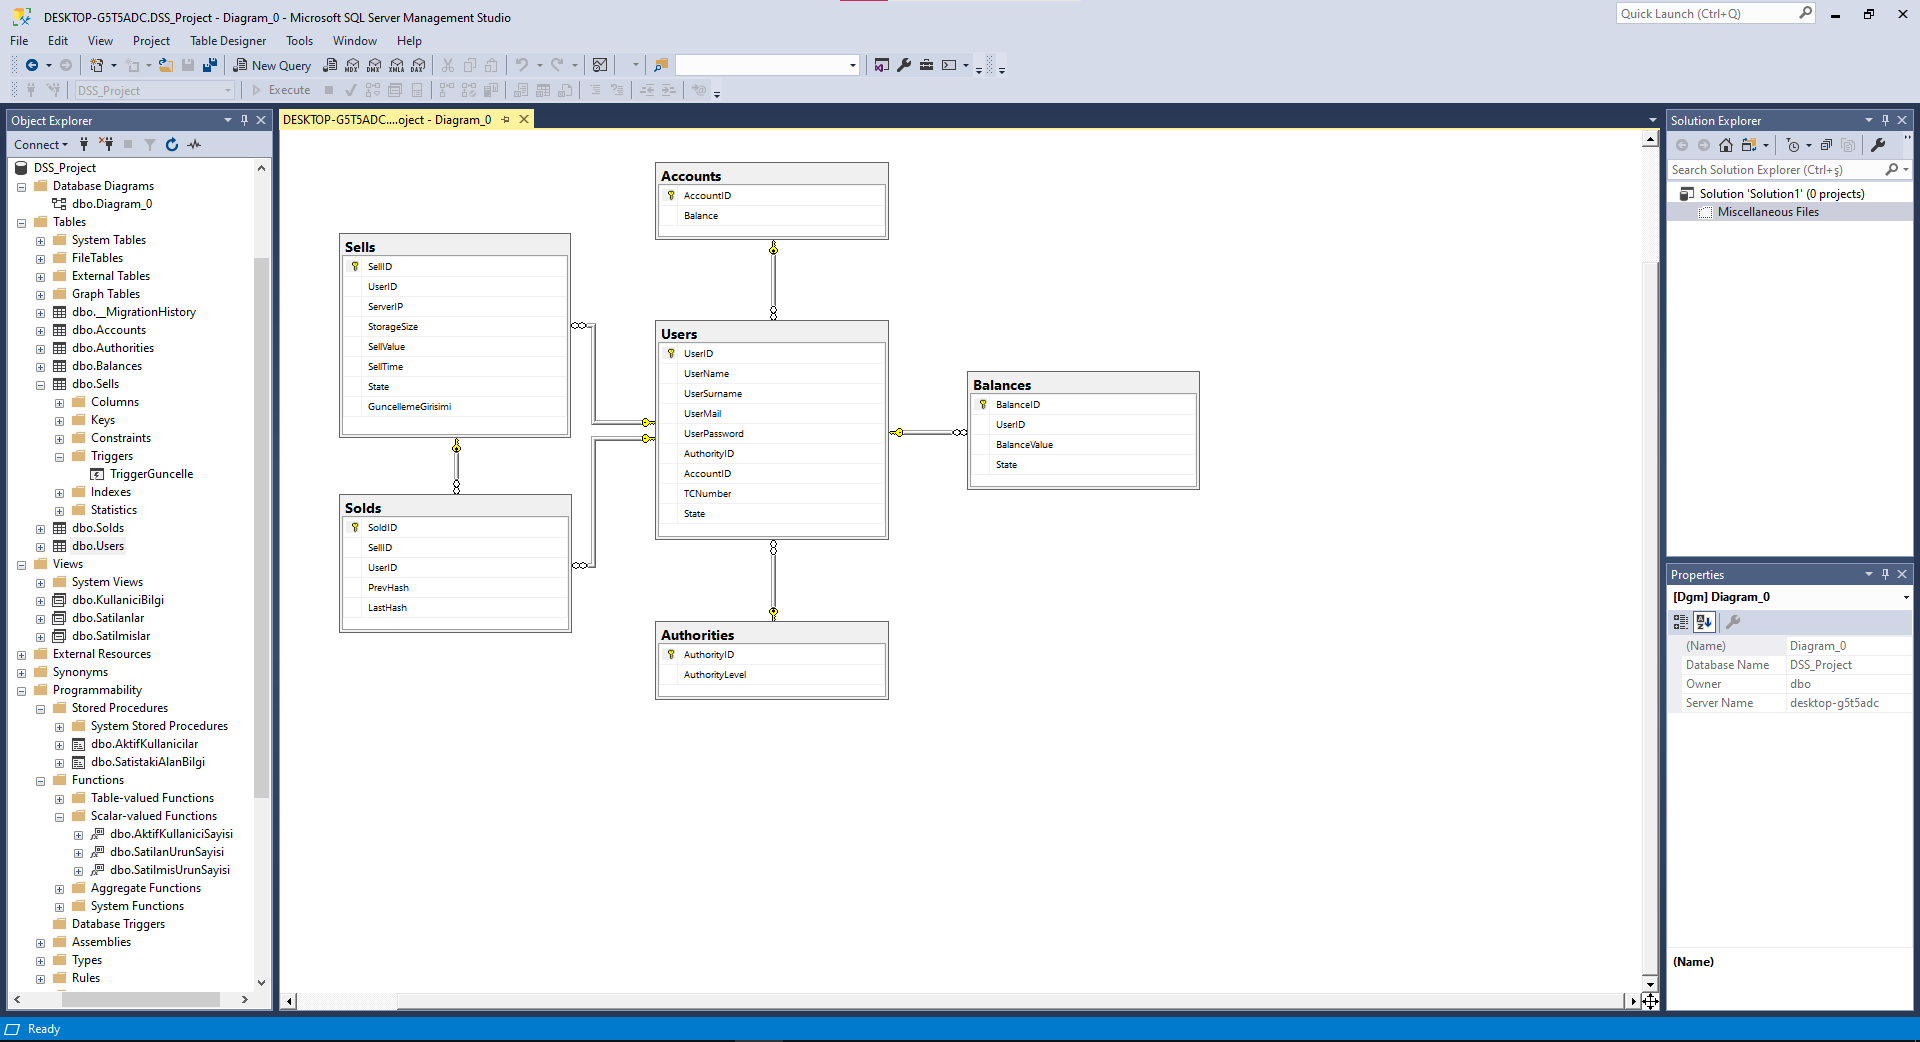 DESKTOP-G5T5ADC.DSS_Project - Diagram_0 - Microsoft SQL Server Management Studio
Quick Launch (Ctrl+Q)
File Edit View Project Table Designer Tools Window Help
New Query
MDX DMX XMLA DAX
DSS_Project
Execute
Object Explorer
Connect
DSS_Project
Database Diagrams
dbo.Diagram_0
Tables
System Tables
FileTables
External Tables
Graph Tables
dbo.__MigrationHistory
dbo.Accounts
dbo.Authorities
dbo.Balances
dbo.Sells
Columns
Keys
Constraints
Triggers
TriggerGuncelle
Indexes
Statistics
dbo.Solds
dbo.Users
Views
System Views
dbo.KullaniciBilgi
dbo.Satilanlar
dbo.Satilmislar
External Resources
Synonyms
Programmability
Stored Procedures
System Stored Procedures
dbo.AktifKullanicilar
dbo.SatistakiAlanBilgi
Functions
Table-valued Functions
Scalar-valued Functions
dbo.AktifKullaniciSayisi
dbo.SatilanUrunSayisi
dbo.SatilmisUrunSayisi
Aggregate Functions
System Functions
Database Triggers
Assemblies
Types
Rules
DESKTOP-G5T5ADC....oject - Diagram_0
Accounts
AccountID
Balance
Sells
SellID
UserID
ServerIP
StorageSize
SellValue
SellTime
State
GuncellemeGirisimi
Users
UserID
UserName
UserSurname
UserMail
UserPassword
AuthorityID
AccountID
TCNumber
State
Balances
BalanceID
UserID
BalanceValue
State
Solds
SoldID
SellID
UserID
PrevHash
LastHash
Authorities
AuthorityID
AuthorityLevel
Solution Explorer
Search Solution Explorer (Ctrl+ş)
Solution 'Solution1' (0 projects)
Miscellaneous Files
Properties
[Dgm] Diagram_0
(Name) Diagram_0
Database Name DSS_Project
Owner dbo
Server Name desktop-g5t5adc
(Name)
Ready